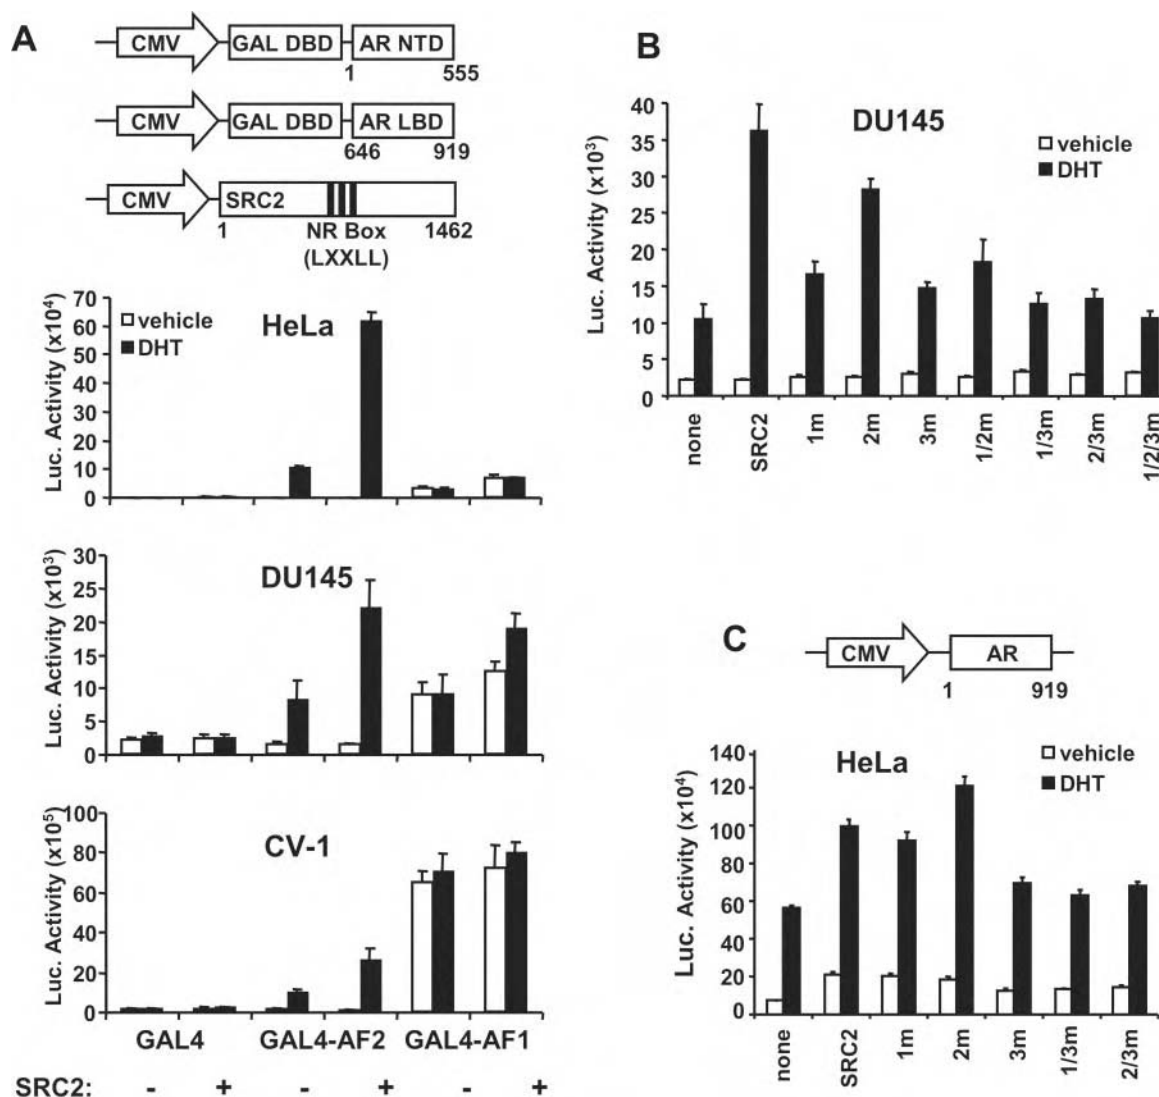 A
CMV GAL DBD AR NTD
1 555
CMV GAL DBD AR LBD
646 919
CMV SRC2
1 NR Box 1462
(LXXLL)
Luc. Activity (x10⁴)
70
60
50
40
30
20
10
0
vehicle
DHT
HeLa
Luc. Activity (x10³)
30
25
20
15
10
5
0
DU145
Luc. Activity (x10⁵)
100
80
60
40
20
0
CV-1
GAL4 GAL4-AF2 GAL4-AF1
SRC2: - + - + - +
B
DU145
vehicle
DHT
Luc. Activity (x10³)
40
35
30
25
20
15
10
5
0
none SRC2 1m 2m 3m 1/2m 1/3m 2/3m 1/2/3m
C
CMV AR
1 919
HeLa
vehicle
DHT
Luc. Activity (x10⁴)
140
120
100
80
60
40
20
0
none SRC2 1m 2m 3m 1/3m 2/3m